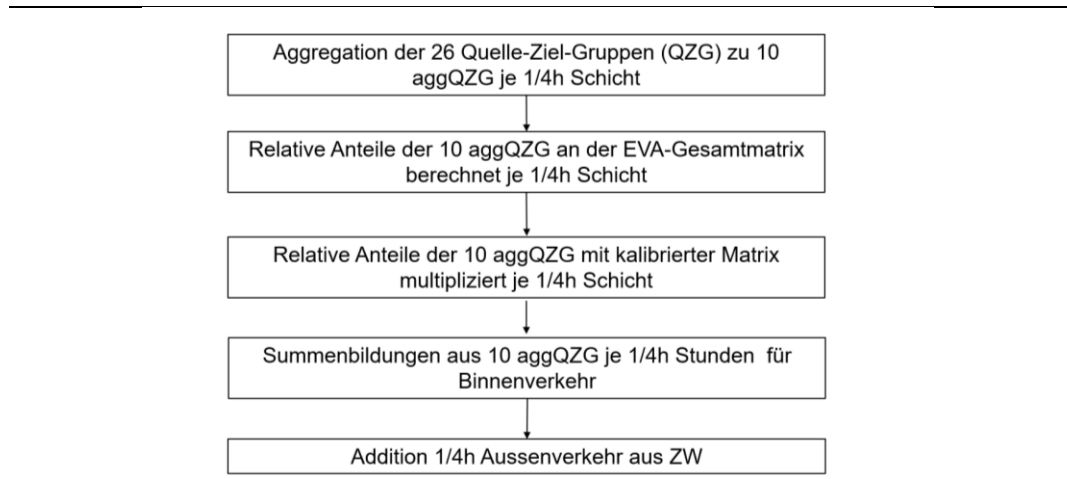 Aggregation der 26 Quelle-Ziel-Gruppen (QZG) zu 10
aggQZG je 1/4h Schicht
Relative Anteile der 10 aggQZG an der EVA-Gesamtmatrix
berechnet je 1/4h Schicht
Relative Anteile der 10 aggQZG mit kalibrierter Matrix
multipliziert je 1/4h Schicht
Summenbildungen aus 10 aggQZG je 1/4h Stunden für
Binnenverkehr
Addition 1/4h Aussenverkehr aus ZW